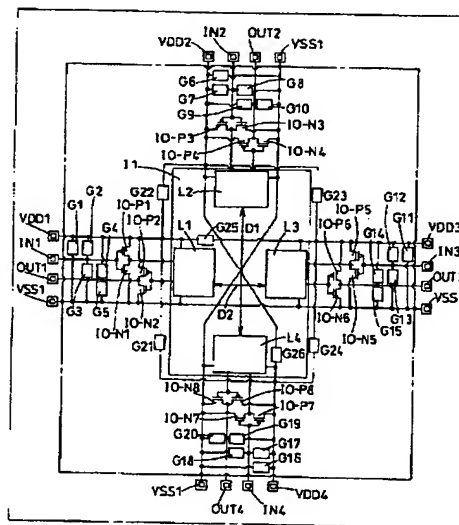 IN2 OUT2
VDD2 VSS1
G6 G8
G7
G9 G10
IO-P3 IO-N3
IO-P4 IO-N4
I1
G22 L2 G23
IO-P1 IO-P5
G1 G2 G4 IO-P2 L1 G25 D1 L3 IO-P6 G14 G12 G11
VDD1 VDD3
IN1 IN3
OUT1 OUT
VSS1 VSS
G3 G5 IO-N1 IO-N2 D2 IO-N6 IO-N5 G15 G13
G21 L4 G26 G24
IO-N8 IO-P8
IO-N7 IO-P7
G20 G19
G18 G17
G16
VSS1 VDD4
OUT4 IN4